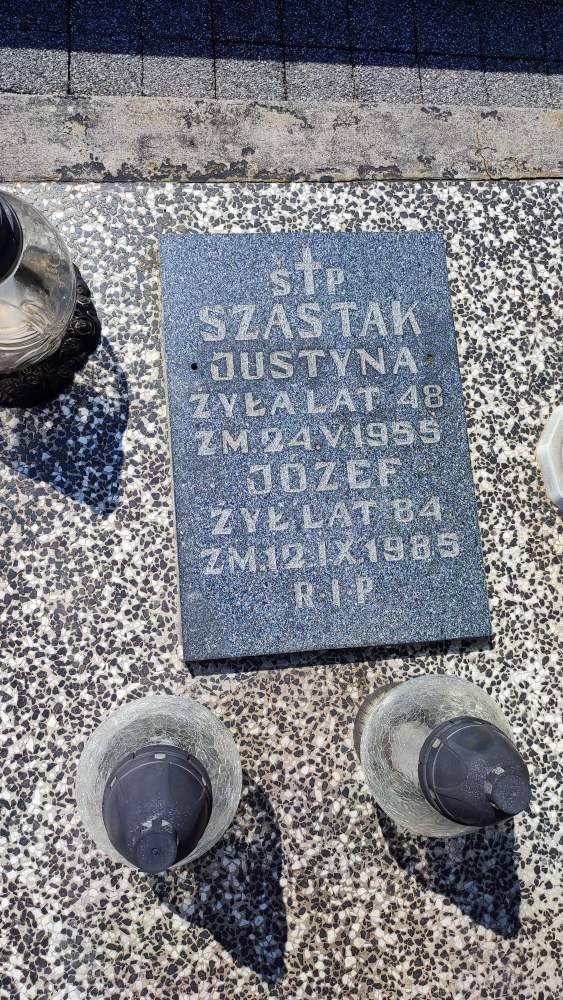 Ś✝P
SZASTAK
JUSTYNA
ŻYŁA LAT 48
ZM. 24.V.1955
JÓZEF
ŻYŁ LAT 84
ZM. 12.IX.1985
R·I·P